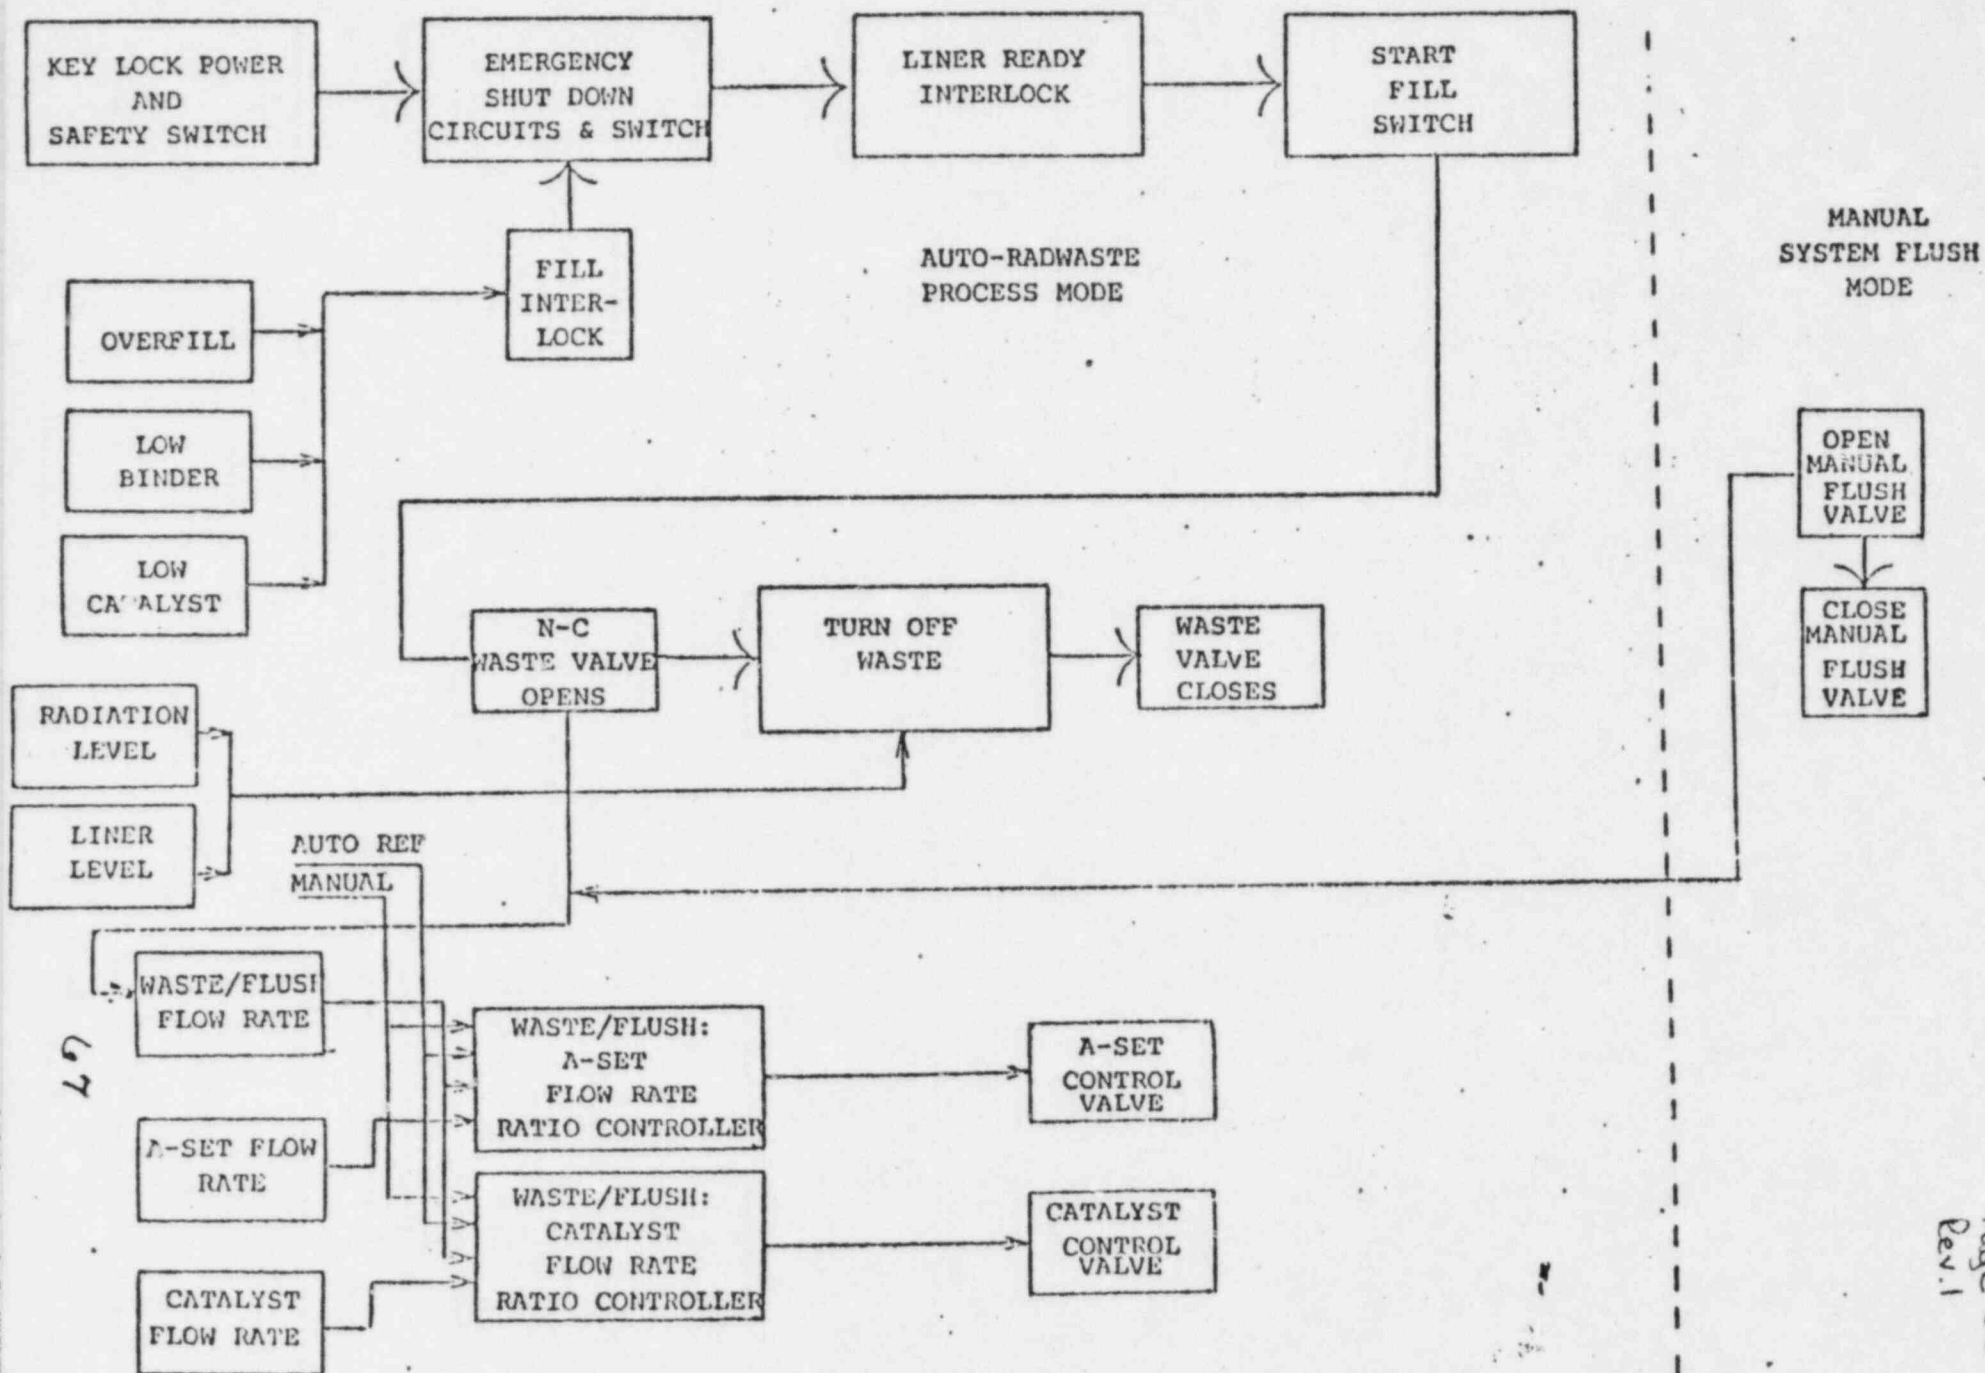 KEY LOCK POWER
AND
SAFETY SWITCH
EMERGENCY
SHUT DOWN
CIRCUITS & SWITCH
LINER READY
INTERLOCK
START
FILL
SWITCH
MANUAL
SYSTEM FLUSH
MODE
AUTO-RADWASTE
PROCESS MODE
FILL
INTER-
LOCK
OVERFILL
LOW
BINDER
LOW
CA ALYST
OPEN
MANUAL
FLUSH
VALVE
CLOSE
MANUAL
FLUSH
VALVE
N-C
WASTE VALVE
OPENS
TURN OFF
WASTE
WASTE
VALVE
CLOSES
RADIATION
LEVEL
LINER
LEVEL
AUTO REF
MANUAL
WASTE/FLUSH
FLOW RATE
WASTE/FLUSH:
A-SET
FLOW RATE
RATIO CONTROLLER
A-SET
CONTROL
VALVE
A-SET FLOW
RATE
WASTE/FLUSH:
CATALYST
FLOW RATE
RATIO CONTROLLER
CATALYST
CONTROL
VALVE
CATALYST
FLOW RATE
67
Rev. 1